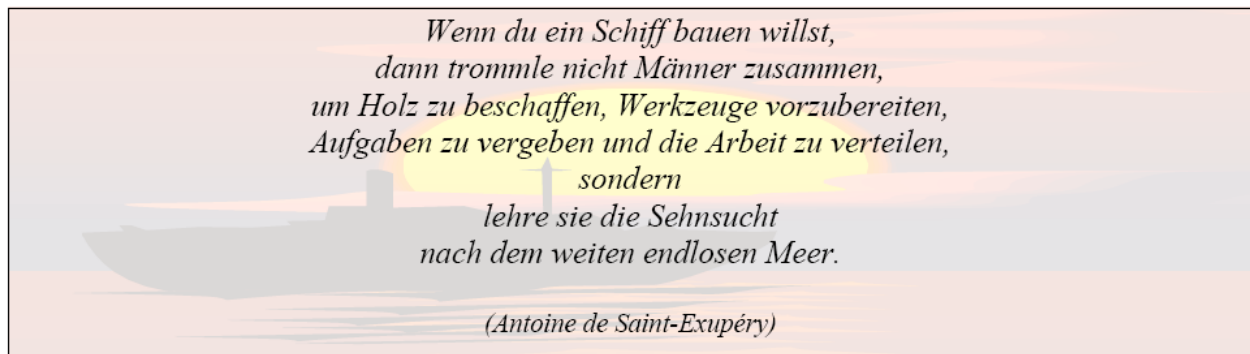 Wenn du ein Schiff bauen willst,
dann trommle nicht Männer zusammen,
um Holz zu beschaffen, Werkzeuge vorzubereiten,
Aufgaben zu vergeben und die Arbeit zu verteilen,
sondern
lehre sie die Sehnsucht
nach dem weiten endlosen Meer.
(Antoine de Saint-Exupéry)